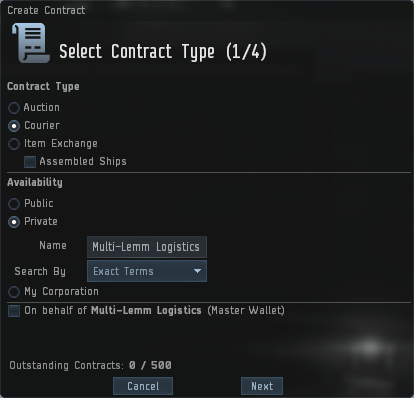 Create Contract
Select Contract Type (1/4)
Contract Type
Auction
Courier
Item Exchange
Assembled Ships
Availability
Public
Private
Name Multi-Lemm Logistics
Search By Exact Terms
My Corporation
On behalf of Multi-Lemm Logistics (Master Wallet)
Outstanding Contracts: 0 / 500
Cancel Next